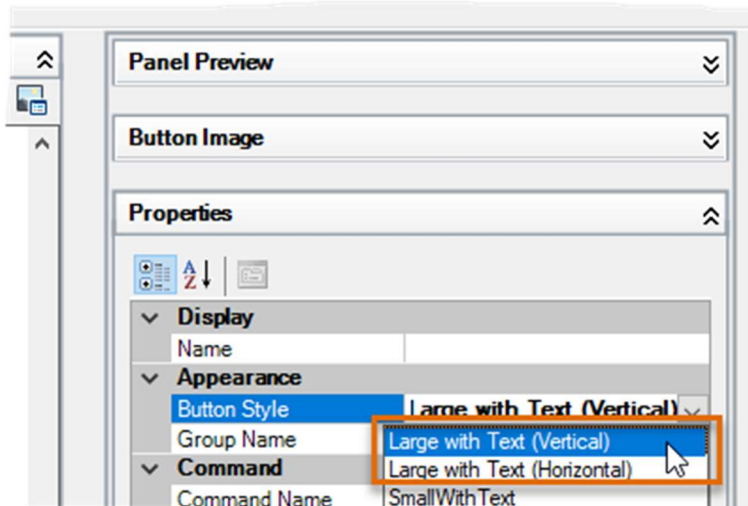 Panel Preview
Button Image
Properties
A
Z
Display
Name
Appearance
Button Style Large with Text (Vertical)
Group Name Large with Text (Vertical)
Command Large with Text (Horizontal)
Command Name SmallWithText